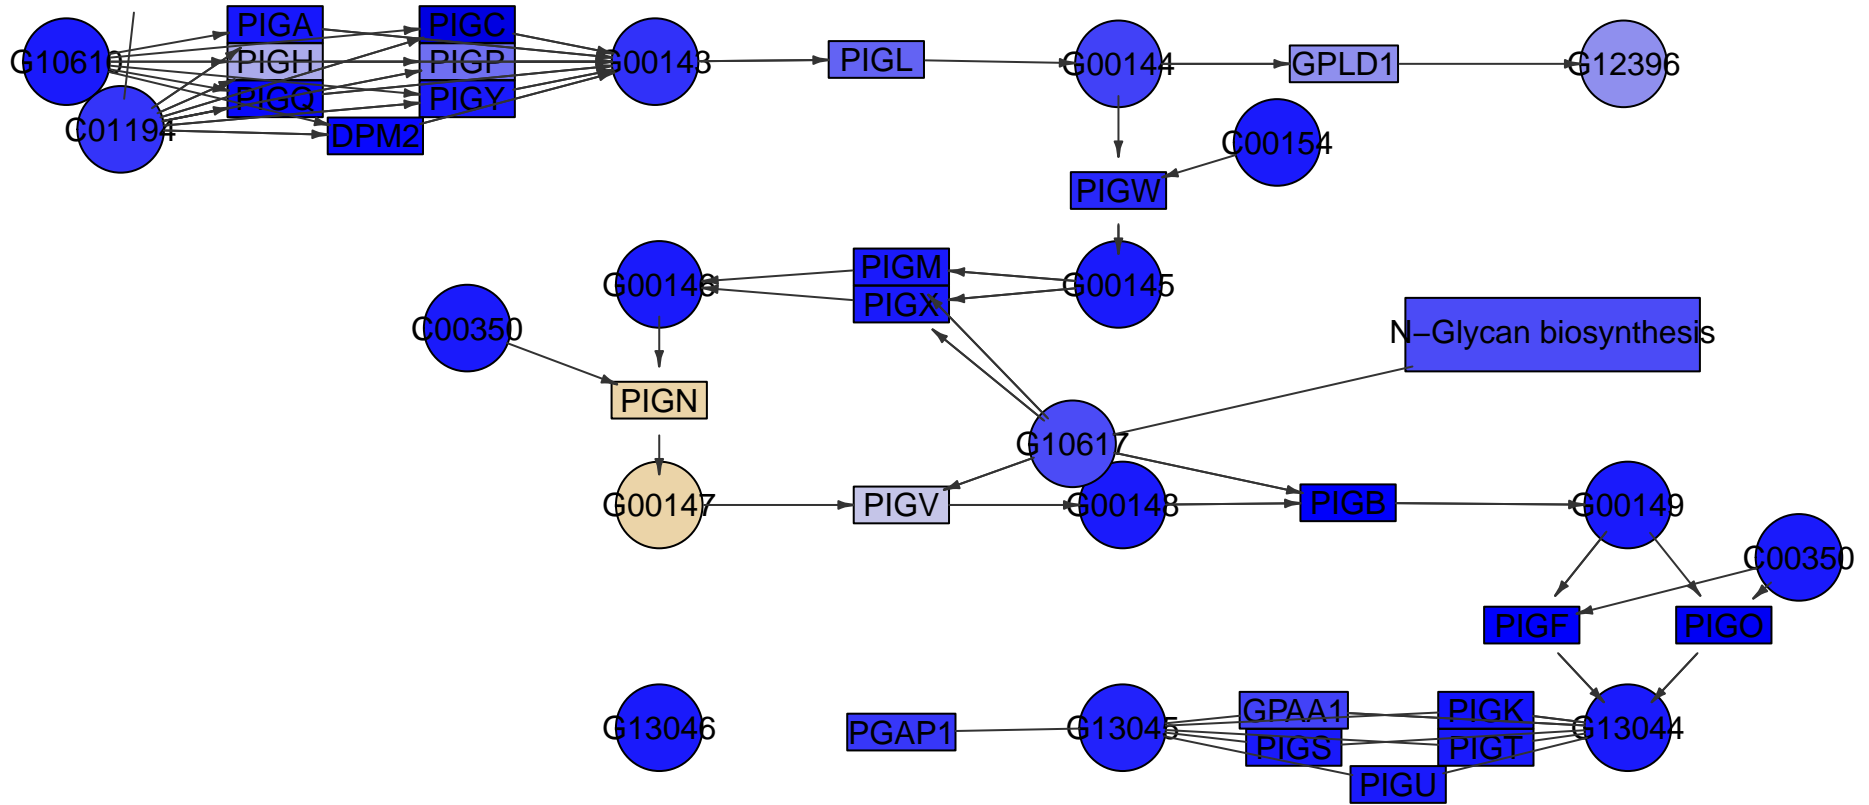 PIGA
PIGC
G10618
PIGH
PIGP
G00143
PIGL
G00144
GPLD1
G12396
PIGQ
PIGY
C01194
DPM2
C00154
PIGW
G00146
PIGM
G00145
PIGX
C00350
N−Glycan biosynthesis
PIGN
G10617
G00147
PIGV
G00148
PIGB
G00149
C00350
PIGF
PIGO
G13046
PGAP1
G13045
GPAA1
PIGK
G13044
PIGS
PIGT
PIGU